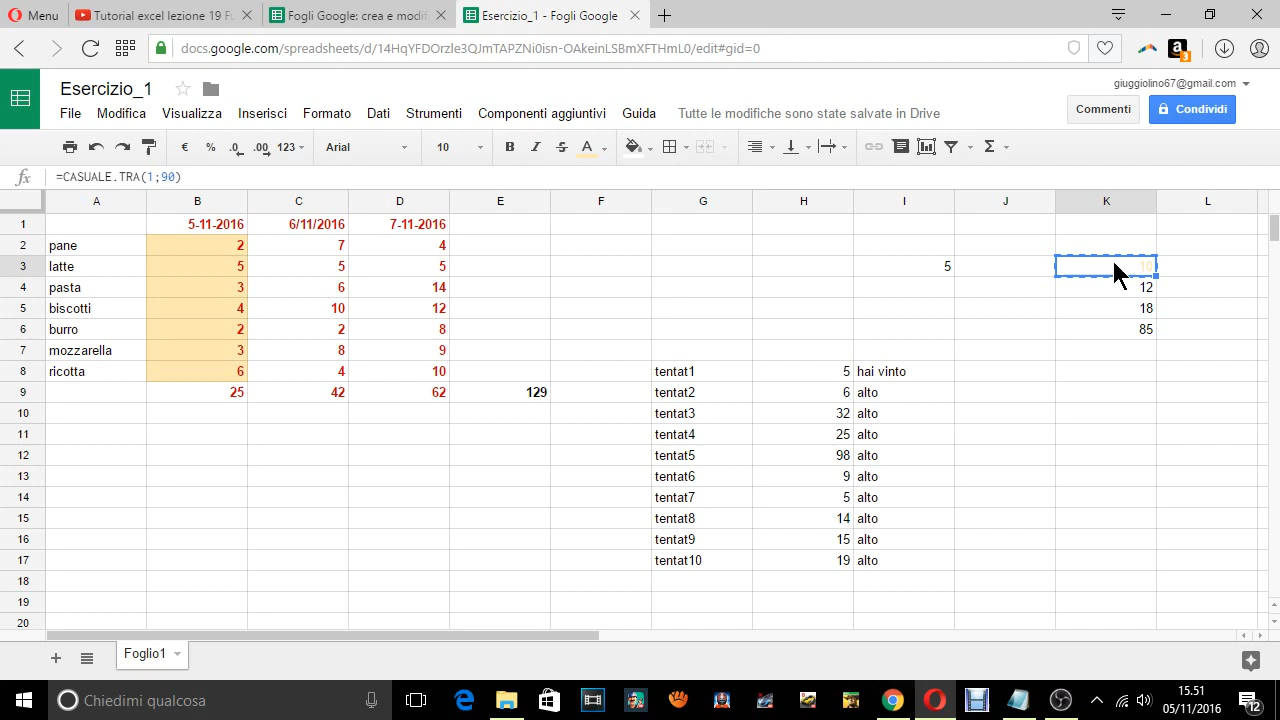 Menu Tutorial excel lezione 19 F Fogli Google: crea e modifi Esercizio_1 - Fogli Google
docs.google.com/spreadsheets/d/14HqYFDOrzIe3QJmTAPZNi0isn-OAkeinLSBmXFTHmL0/edit#gid=0 3
Esercizio_1 giuggiolino67@gmail.com
File Modifica Visualizza Inserisci Formato Dati Strumenti Componenti aggiuntivi Guida Tutte le modifiche sono state salvate in Drive Commenti Condividi
€ % .0 .00 123 Arial 10 B I S A Σ
fx =CASUALE.TRA(1;90)
A B C D E F G H I J K L
1 5-11-2016 6/11/2016 7-11-2016
2 pane 2 7 4
3 latte 5 5 5 5
4 pasta 3 6 14 12
5 biscotti 4 10 12 18
6 burro 2 2 8 85
7 mozzarella 3 8 9
8 ricotta 6 4 10 tentat1 5 hai vinto
9 25 42 62 129 tentat2 6 alto
10 tentat3 32 alto
11 tentat4 25 alto
12 tentat5 98 alto
13 tentat6 9 alto
14 tentat7 5 alto
15 tentat8 14 alto
16 tentat9 15 alto
17 tentat10 19 alto
18
19
20
Foglio1
Chiedimi qualcosa 15.51
05/11/2016 12